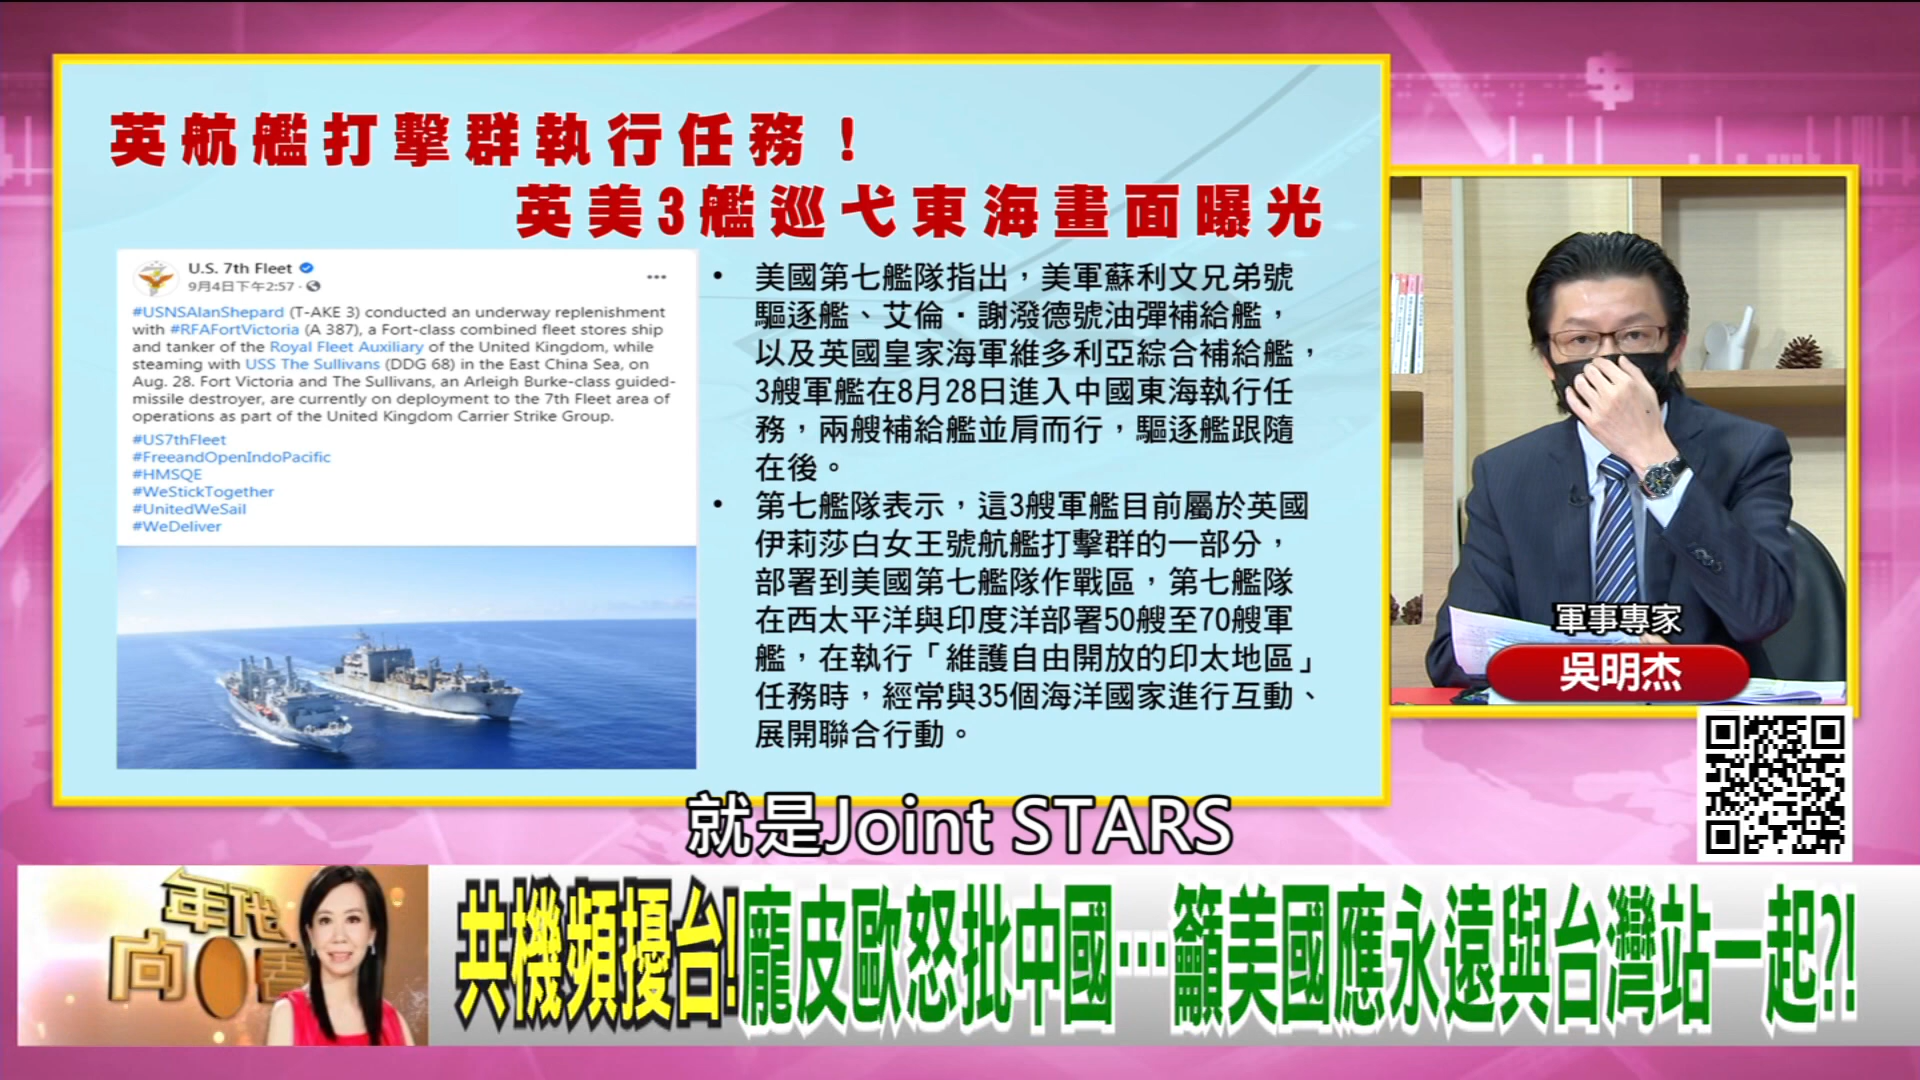 英航艦打擊群執行任務！
英美3艦巡弋東海畫面曝光
U.S. 7th Fleet
9月4日下午2:57
#USNSAlanShepard (T-AKE 3) conducted an underway replenishment
with #RFAFortVictoria (A 387), a Fort-class combined fleet stores ship
and tanker of the Royal Fleet Auxiliary of the United Kingdom, while
steaming with USS The Sullivans (DDG 68) in the East China Sea, on
Aug. 28. Fort Victoria and The Sullivans, an Arleigh Burke-class guided-
missile destroyer, are currently on deployment to the 7th Fleet area of
operations as part of the United Kingdom Carrier Strike Group.
#US7thFleet
#FreeandOpenIndoPacific
#HMSQE
#WeStickTogether
#UnitedWeSail
#WeDeliver
• 美國第七艦隊指出，美軍蘇利文兄弟號
驅逐艦、艾倫·謝潑德號油彈補給艦，
以及英國皇家海軍維多利亞綜合補給艦，
3艘軍艦在8月28日進入中國東海執行任
務，兩艘補給艦並肩而行，驅逐艦跟隨
在後。
• 第七艦隊表示，這3艘軍艦目前屬於英國
伊莉莎白女王號航艦打擊群的一部分，
部署到美國第七艦隊作戰區，第七艦隊
在西太平洋與印度洋部署50艘至70艘軍
艦，在執行「維護自由開放的印太地區」
任務時，經常與35個海洋國家進行互動、
展開聯合行動。
軍事專家
吳明杰
就是Joint STARS
年代
向
共機頻擾台!龐皮歐怒批中國…籲美國應永遠與台灣站一起?!